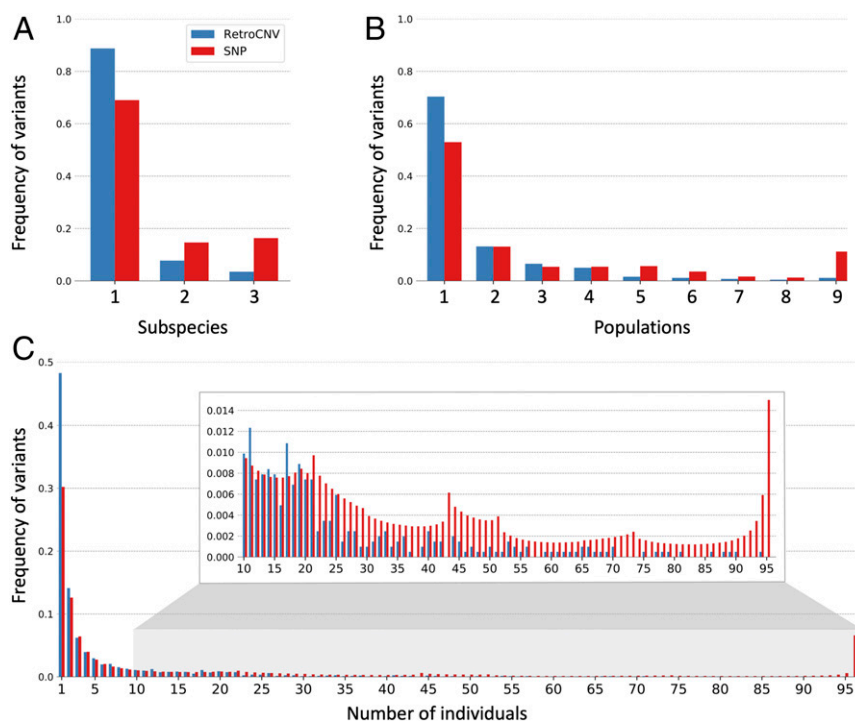 A
B
1.0
0.8
0.6
0.4
0.2
0.0
Frequency of variants
RetroCNV
SNP
1 2 3
Subspecies
1.0
0.8
0.6
0.4
0.2
0.0
Frequency of variants
1 2 3 4 5 6 7 8 9
Populations
C
0.5
0.4
0.3
0.2
0.1
0.0
Frequency of variants
0.014
0.012
0.010
0.008
0.006
0.004
0.002
0.000
10 15 20 25 30 35 40 45 50 55 60 65 70 75 80 85 90 95
1 5 10 15 20 25 30 35 40 45 50 55 60 65 70 75 80 85 90 95
Number of individuals